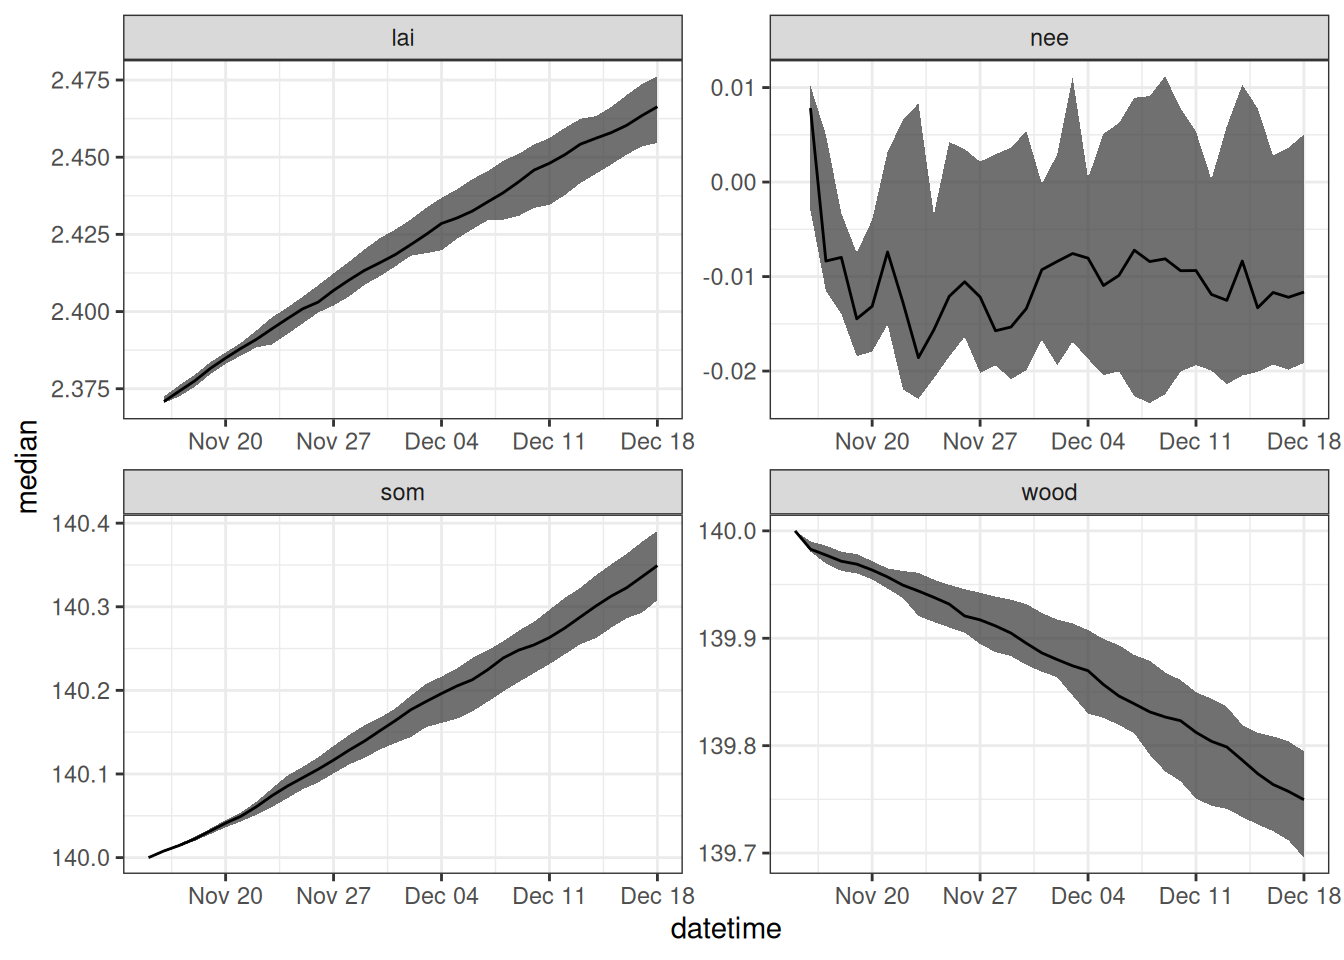 lai
nee
2.475
2.450
2.425
2.400
2.375
0.01
0.00
-0.01
-0.02
Nov 20 Nov 27 Dec 04 Dec 11 Dec 18
Nov 20 Nov 27 Dec 04 Dec 11 Dec 18
median
som
wood
140.4
140.3
140.2
140.1
140.0
140.0
139.9
139.8
139.7
Nov 20 Nov 27 Dec 04 Dec 11 Dec 18
Nov 20 Nov 27 Dec 04 Dec 11 Dec 18
datetime